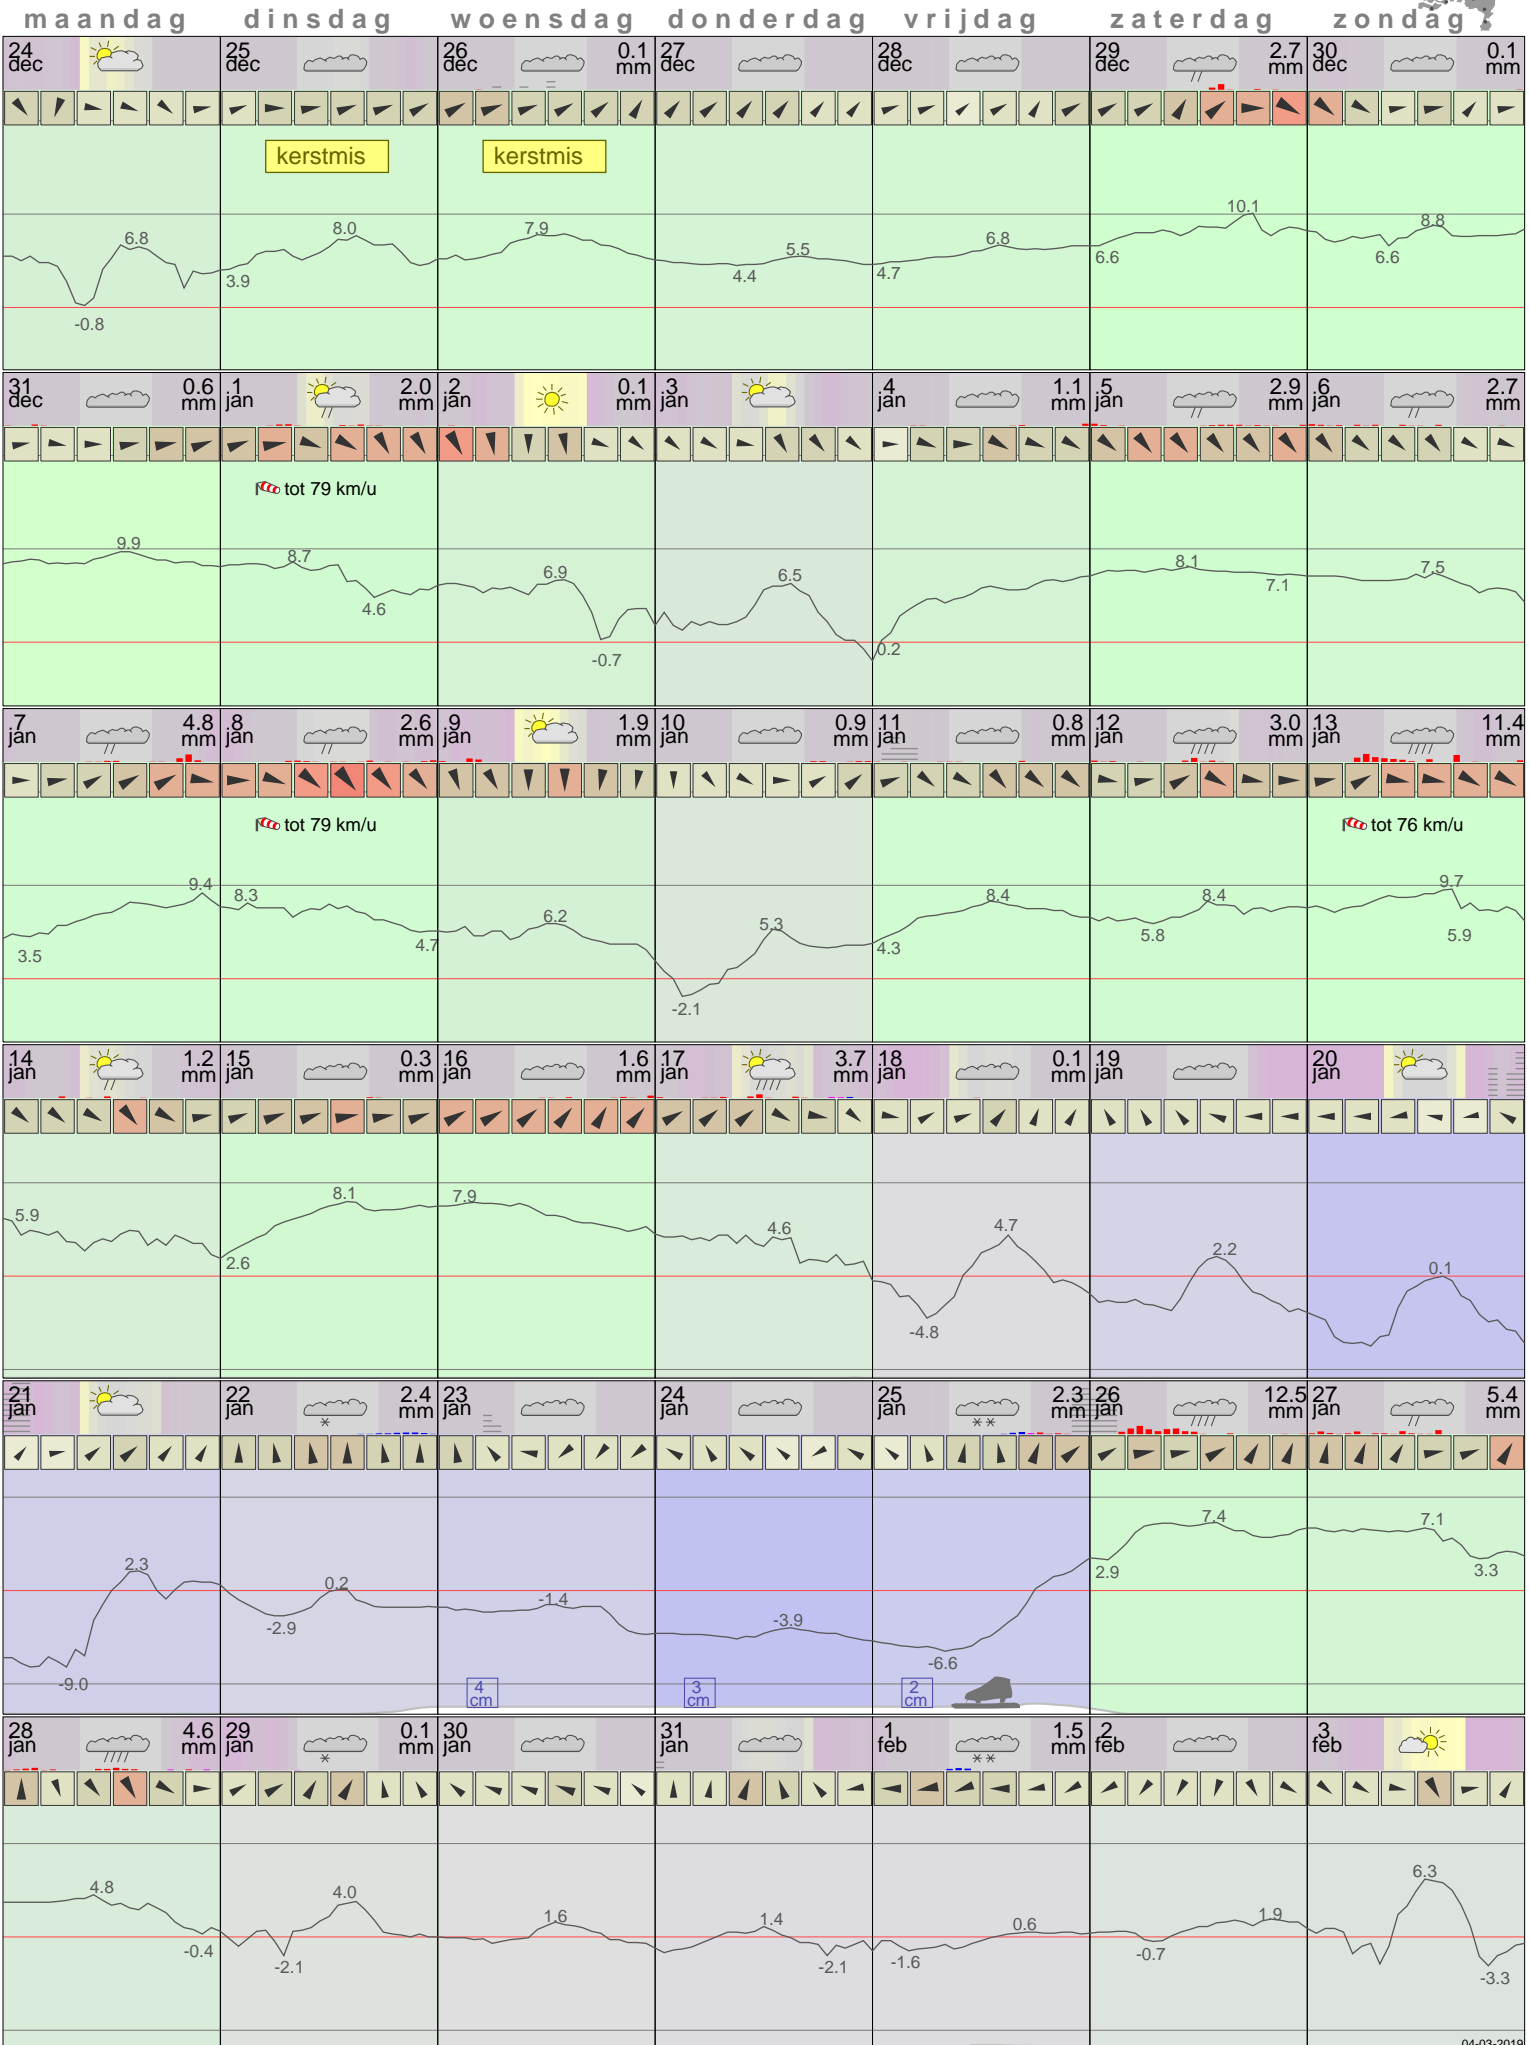 maandag dinsdag woensdag donderdag vrijdag zaterdag zondag
24 dec
25 dec
26 dec 0.1 mm
27 dec
28 dec
29 dec 2.7 mm
30 dec 0.1 mm
kerstmis kerstmis
6.8 8.0 7.9 5.5 6.8 10.1 8.8
-0.8 3.9 4.4 4.7 6.6 6.6
31 dec 0.6 mm
1 jan 2.0 mm
2 jan 0.1 mm
3 jan
4 jan 1.1 mm
5 jan 2.9 mm
6 jan 2.7 mm
tot 79 km/u
9.9 8.7 6.9 6.5 8.1 7.5
4.6 -0.7 0.2 7.1
7 jan 4.8 mm
8 jan 2.6 mm
9 jan 1.9 mm
10 jan 0.9 mm
11 jan 0.8 mm
12 jan 3.0 mm
13 jan 11.4 mm
tot 79 km/u tot 76 km/u
9.4 8.3 6.2 5.3 8.4 8.4 9.7
3.5 4.7 -2.1 4.3 5.8 5.9
14 jan 1.2 mm
15 jan 0.3 mm
16 jan 1.6 mm
17 jan 3.7 mm
18 jan 0.1 mm
19 jan
20 jan
5.9 8.1 7.9 4.6 4.7 2.2 0.1
2.6 -4.8
21 jan
22 jan 2.4 mm
23 jan
24 jan
25 jan 2.3 mm
26 jan 12.5
27 jan 5.4 mm
2.3 0.2 -1.4 -3.9 7.4 7.1
-9.0 -2.9 -6.6 2.9 3.3
4 cm 3 cm 2 cm
28 jan 4.6 mm
29 jan 0.1 mm
30 jan
31 jan
1 feb 1.5 mm
2 feb
3 feb
4.8 4.0 1.6 1.4 0.6 1.9 6.3
-0.4 -2.1 -2.1 -1.6 -0.7 -3.3
04-03-2019